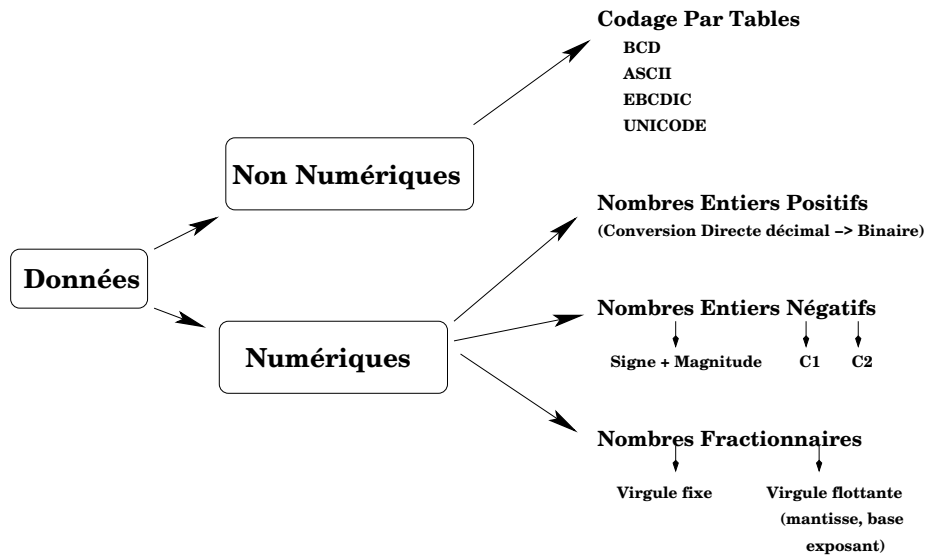 Codage Par Tables
BCD
ASCII
EBCDIC
UNICODE
Non Numériques
Nombres Entiers Positifs
(Conversion Directe décimal -> Binaire)
Données
Nombres Entiers Négatifs
Numériques
Signe + Magnitude C1 C2
Nombres Fractionnaires
Virgule fixe Virgule flottante
(mantisse, base
exposant)